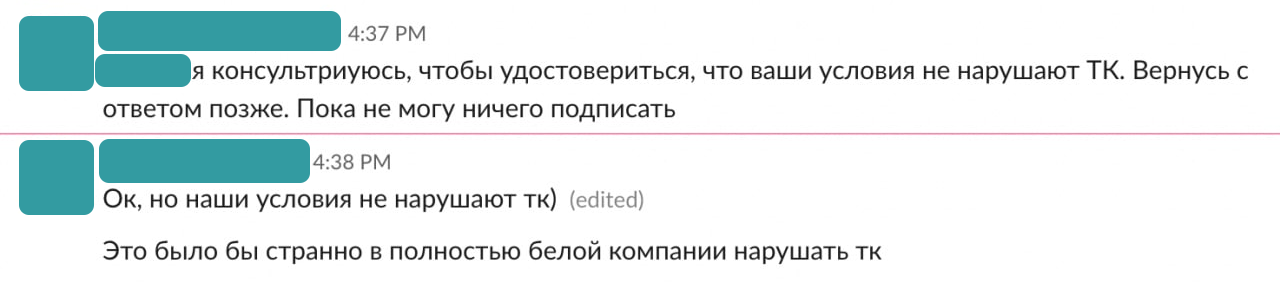 4:37 PM
я консультриуюсь, чтобы удостовериться, что ваши условия не нарушают ТК. Вернусь с
ответом позже. Пока не могу ничего подписать
4:38 PM
Ок, но наши условия не нарушают тк) (edited)
Это было бы странно в полностью белой компании нарушать тк